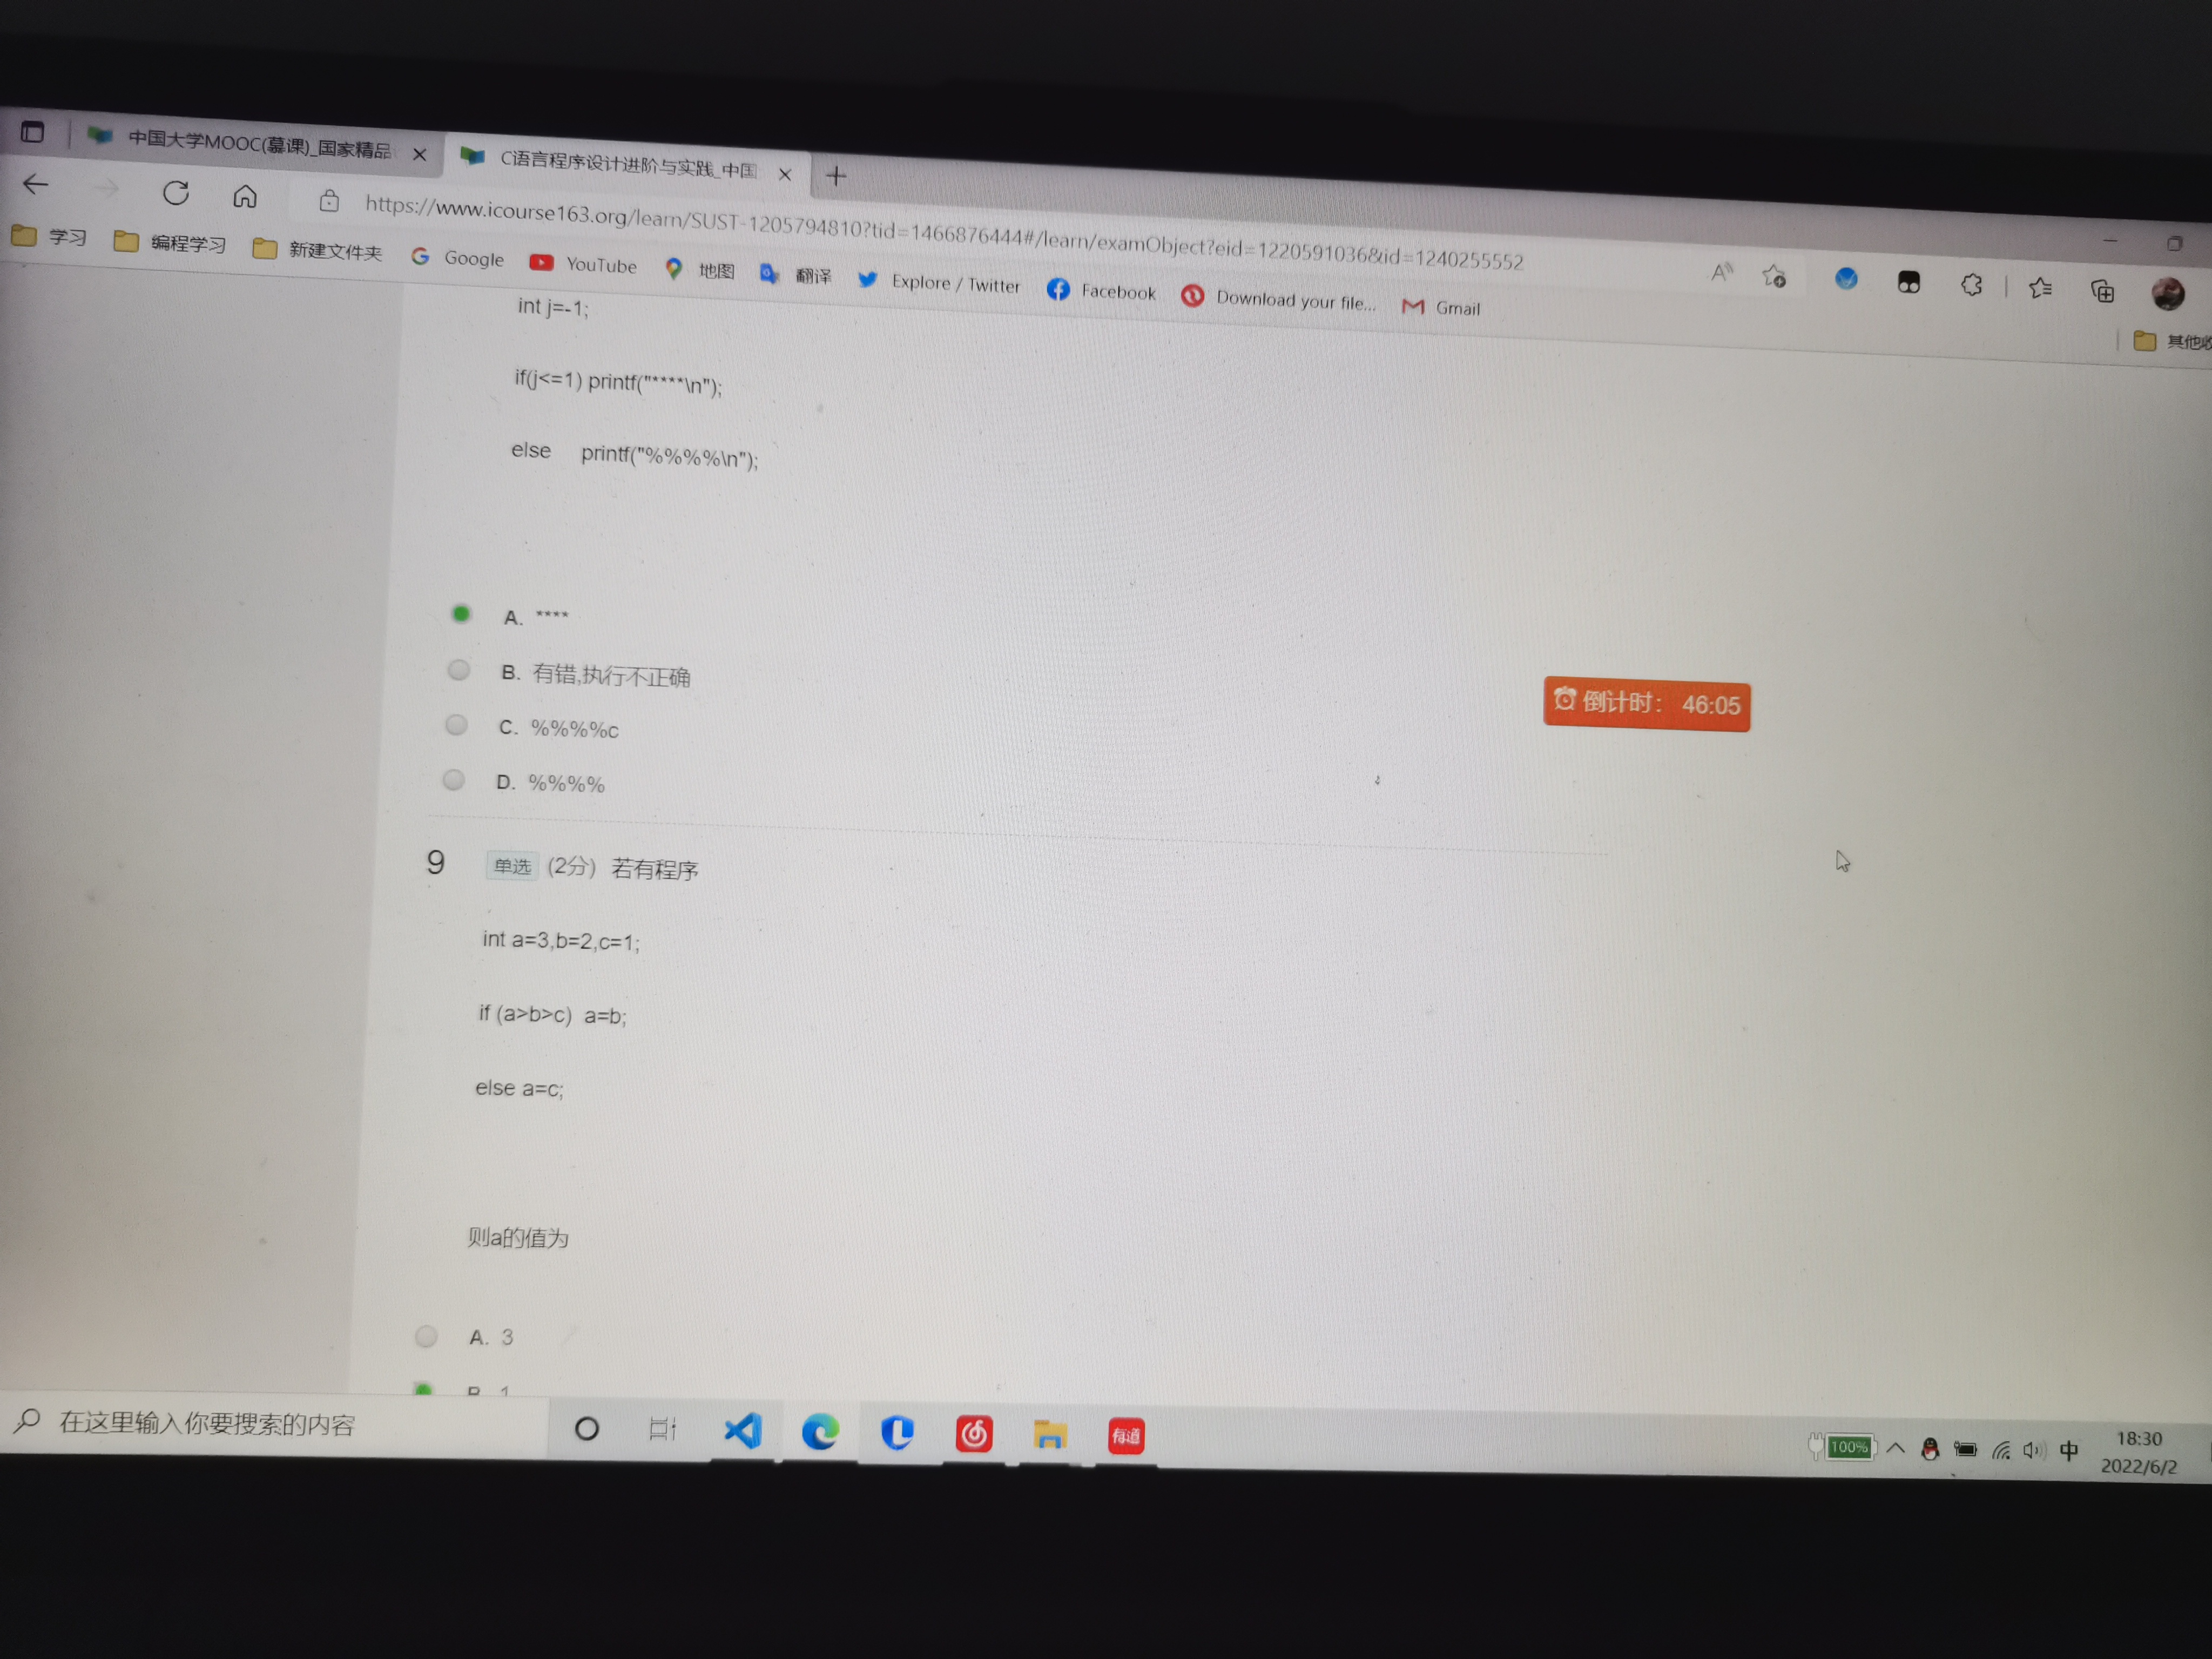 中国大学MOOC(慕课)_国家精品
C语言程序设计进阶与实践_中国
https://www.icourse163.org/learn/SUST-1205794810?tid=1466876444#/learn/examObject?eid=1220591036&id=1240255552
学习 编程学习 新建文件夹 Google YouTube 地图 翻译 Explore / Twitter Facebook Download your file... Gmail
其他收
int j=-1;
if(j<=1) printf("****\n");
else printf("%%%%\n");
A. ****
B. 有错,执行不正确
C. %%%%c
D. %%%%
倒计时： 46:05
9 单选 (2分) 若有程序
int a=3,b=2,c=1;
if (a>b>c) a=b;
else a=c;
则a的值为
A. 3
B. 1
在这里输入你要搜索的内容
有道
100%
中
18:30
2022/6/2